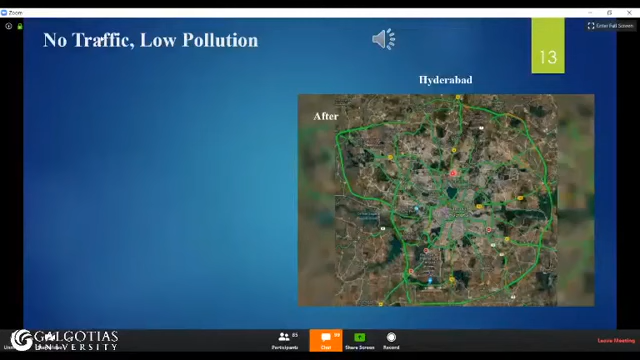 Zoom
No Traffic, Low Pollution
Enter Full Screen
13
Hyderabad
After
GALGOTIAS
UNIVERSITY
Participants
85
Chat
Share Screen
Record
Leave Meeting